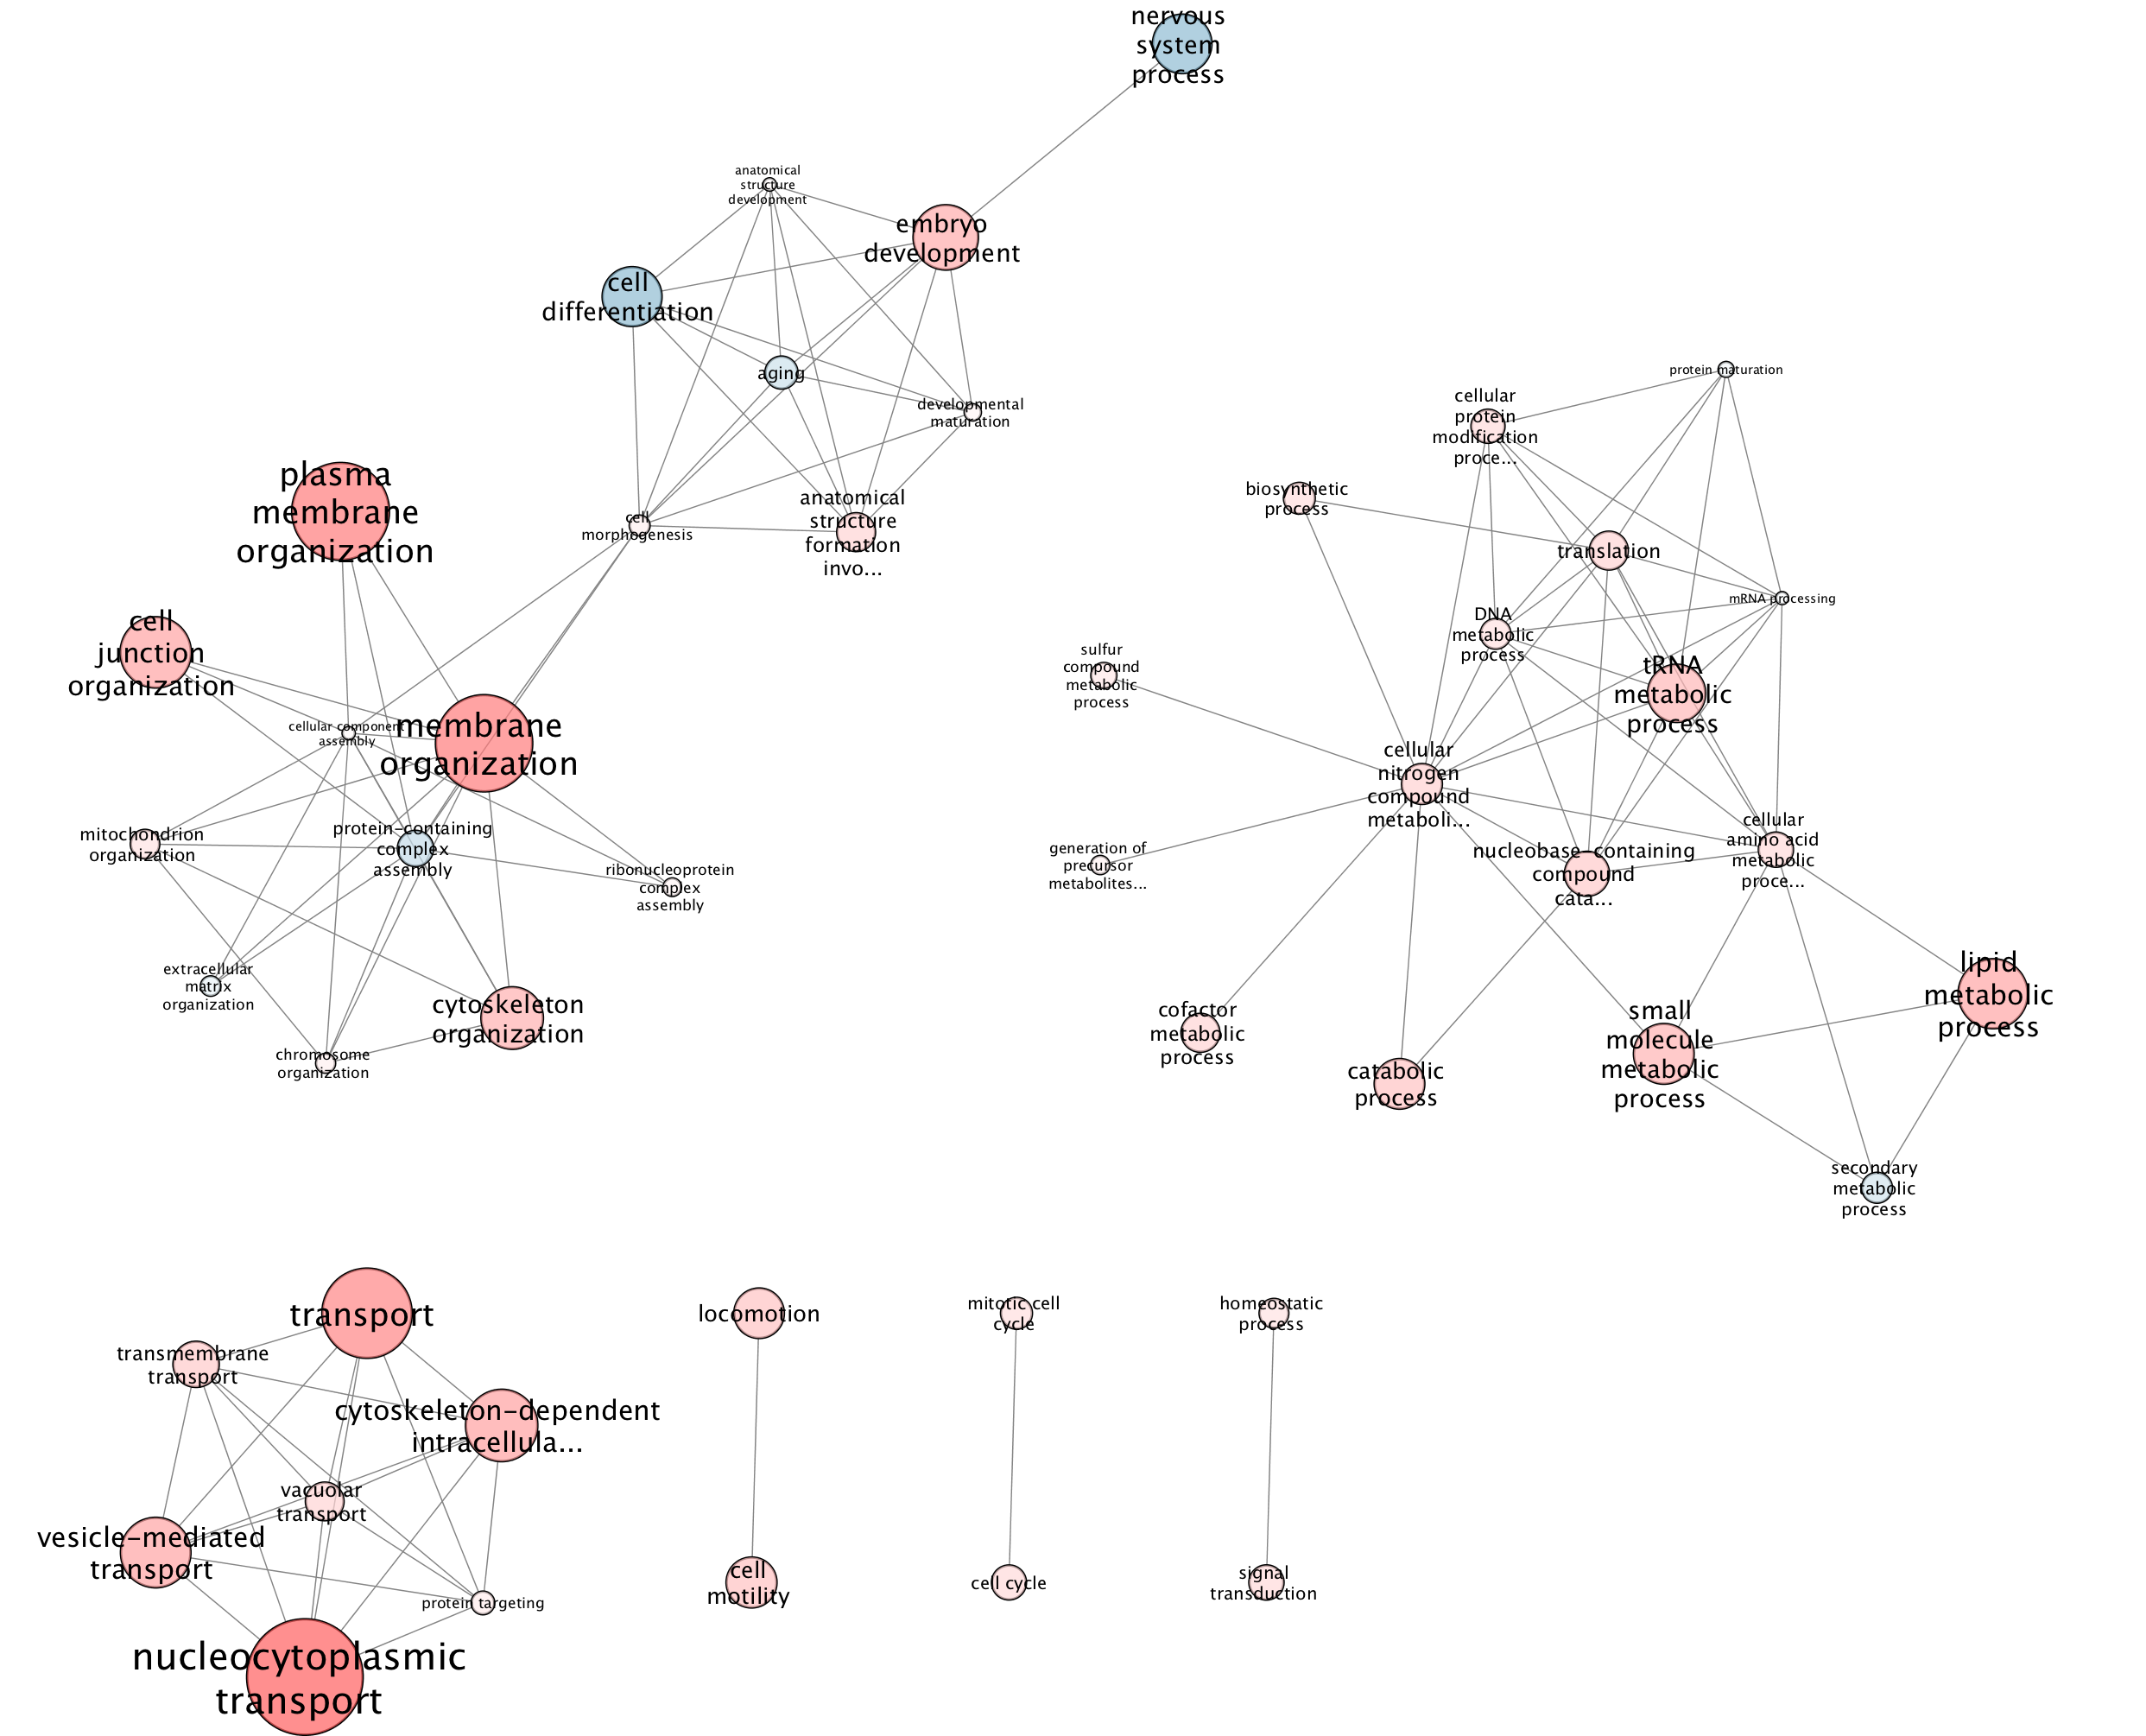 nervous
system
process
anatomical
structure
development
embryo
development
cell
differentiation
aging
developmental
maturation
cell
morphogenesis
anatomical
structure
formation
invo...
plasma
membrane
organization
cell
junction
organization
cellular component
assembly
membrane
organization
mitochondrion
organization
protein-containing
complex
assembly
ribonucleoprotein
complex
assembly
extracellular
matrix
organization
cytoskeleton
organization
chromosome
organization
protein maturation
cellular
protein
modification
proce...
biosynthetic
process
translation
mRNA processing
DNA
metabolic
process
sulfur
compound
metabolic
process
tRNA
metabolic
process
cellular
nitrogen
compound
metaboli...
generation of
precursor
metabolites...
nucleobase-containing
compound
cata...
cellular
amino acid
metabolic
proce...
lipid
metabolic
process
cofactor
metabolic
process
catabolic
process
small
molecule
metabolic
process
secondary
metabolic
process
transport
transmembrane
transport
cytoskeleton-dependent
intracellula...
vacuolar
transport
vesicle-mediated
transport
protein targeting
nucleocytoplasmic
transport
locomotion
cell
motility
mitotic cell
cycle
cell cycle
homeostatic
process
signal
transduction